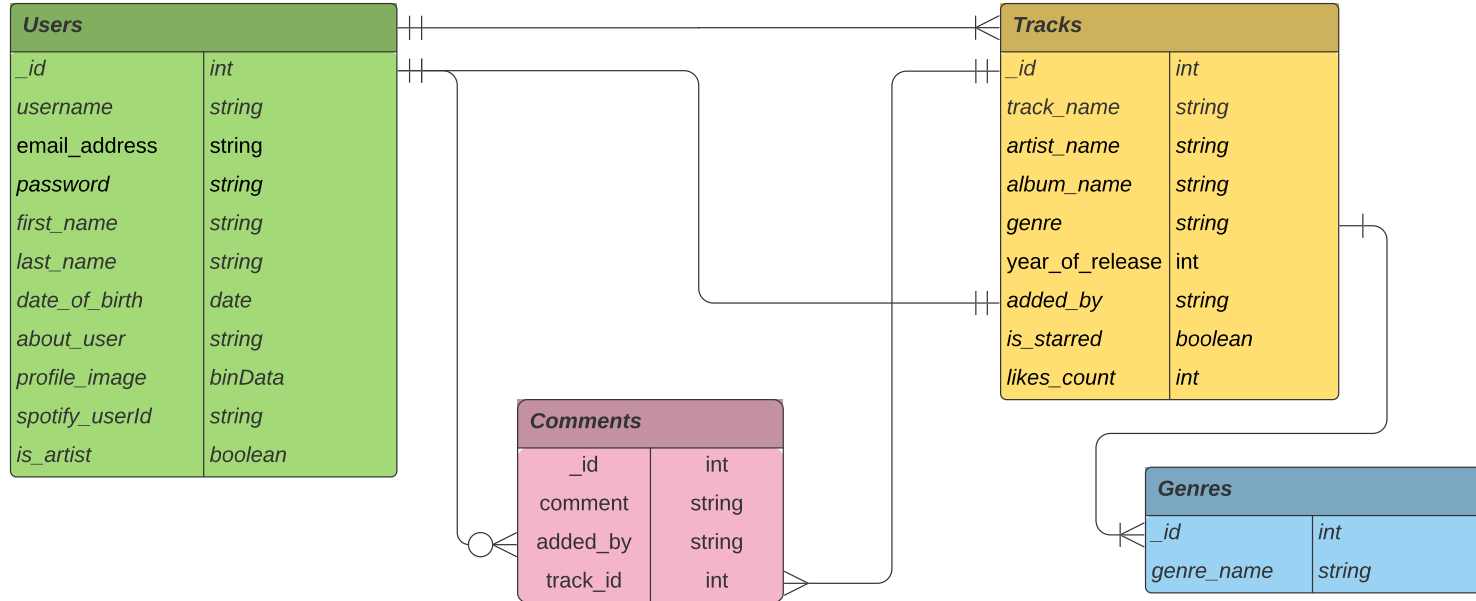 Users
_id int
username string
email_address string
password string
first_name string
last_name string
date_of_birth date
about_user string
profile_image binData
spotify_userId string
is_artist boolean
Tracks
_id int
track_name string
artist_name string
album_name string
genre string
year_of_release int
added_by string
is_starred boolean
likes_count int
Comments
_id int
comment string
added_by string
track_id int
Genres
_id int
genre_name string